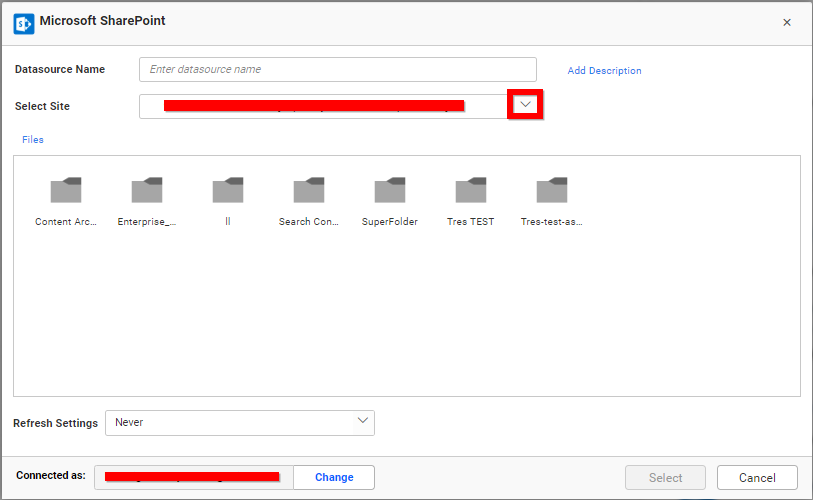 Microsoft SharePoint
Datasource Name
Enter datasource name
Add Description
Select Site
Files
Content Arc...
Enterprise_...
ll
Search Con...
SuperFolder
Tres TEST
Tres-test-as...
Refresh Settings
Never
Connected as:
Change
Select
Cancel